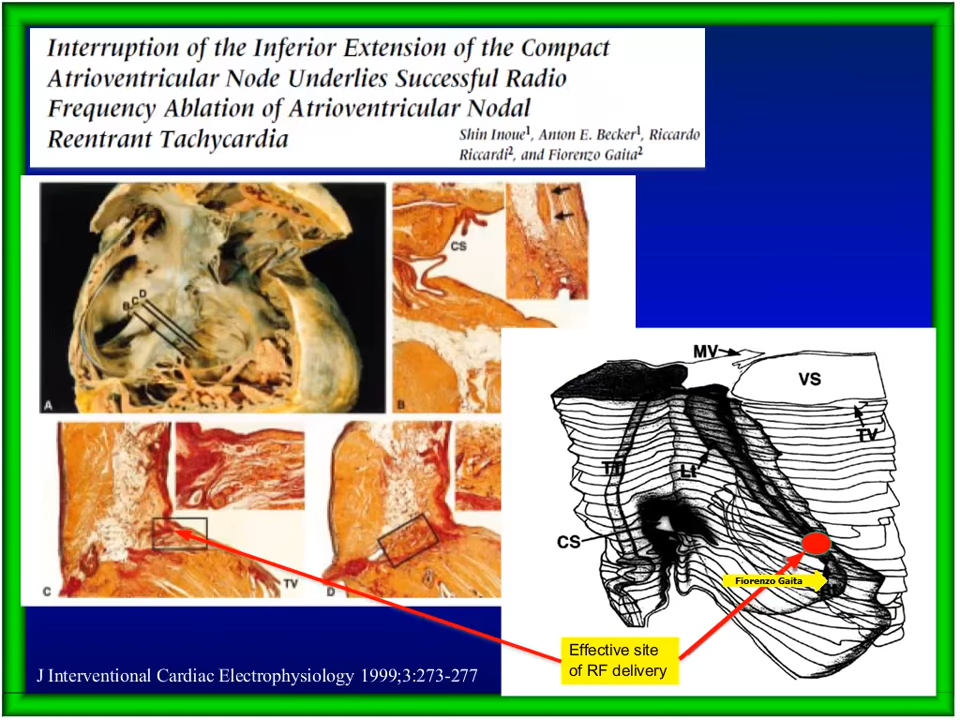 Interruption of the Inferior Extension of the Compact
Atrioventricular Node Underlies Successful Radio
Frequency Ablation of Atrioventricular Nodal
Reentrant Tachycardia
Shin Inoue1, Anton E. Becker1, Riccardo
Riccardi2, and Fiorenzo Gaita2
B C D
A
CS
B
C
TV
D
MV
VS
TV
TT
Lt
CS
Fiorenzo Gaita
Effective site
of RF delivery
J Interventional Cardiac Electrophysiology 1999;3:273-277